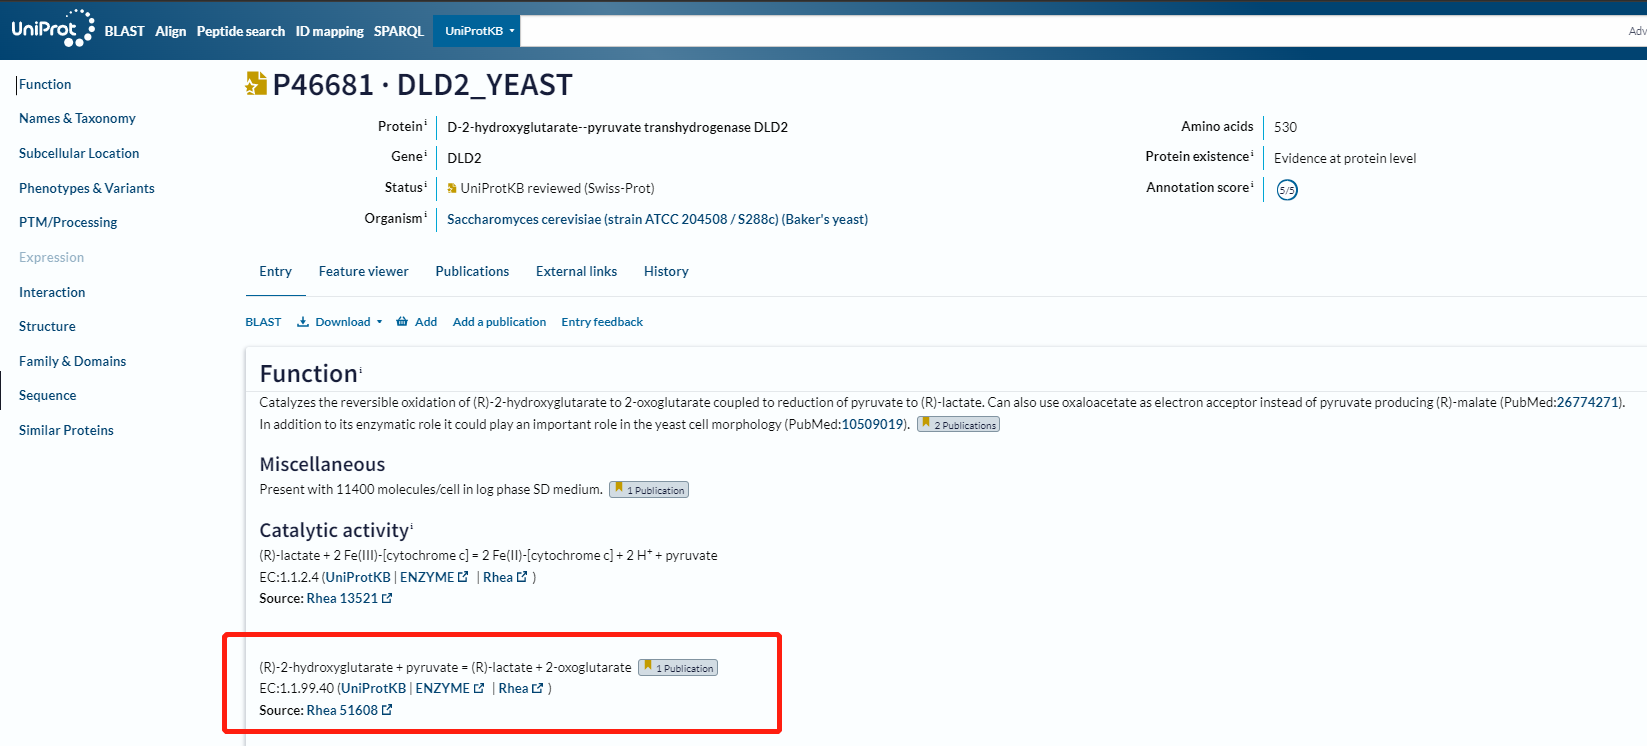 UniProt BLAST Align Peptide search ID mapping SPARQL UniProtKB Adv
Function
Names & Taxonomy
Subcellular Location
Phenotypes & Variants
PTM/Processing
Expression
Interaction
Structure
Family & Domains
Sequence
Similar Proteins
P46681 · DLD2_YEAST
Protein i D-2-hydroxyglutarate--pyruvate transhydrogenase DLD2
Gene i DLD2
Status i UniProtKB reviewed (Swiss-Prot)
Organism i Saccharomyces cerevisiae (strain ATCC 204508 / S288c) (Baker's yeast)
Amino acids 530
Protein existence i Evidence at protein level
Annotation score i 5/5
Entry Feature viewer Publications External links History
BLAST Download Add Add a publication Entry feedback
Function i
Catalyzes the reversible oxidation of (R)-2-hydroxyglutarate to 2-oxoglutarate coupled to reduction of pyruvate to (R)-lactate. Can also use oxaloacetate as electron acceptor instead of pyruvate producing (R)-malate (PubMed:26774271).
In addition to its enzymatic role it could play an important role in the yeast cell morphology (PubMed:10509019). 2 Publications
Miscellaneous
Present with 11400 molecules/cell in log phase SD medium. 1 Publication
Catalytic activity i
(R)-lactate + 2 Fe(III)-[cytochrome c] = 2 Fe(II)-[cytochrome c] + 2 H⁺ + pyruvate
EC:1.1.2.4 (UniProtKB | ENZYME | Rhea )
Source: Rhea 13521
(R)-2-hydroxyglutarate + pyruvate = (R)-lactate + 2-oxoglutarate 1 Publication
EC:1.1.99.40 (UniProtKB | ENZYME | Rhea )
Source: Rhea 51608